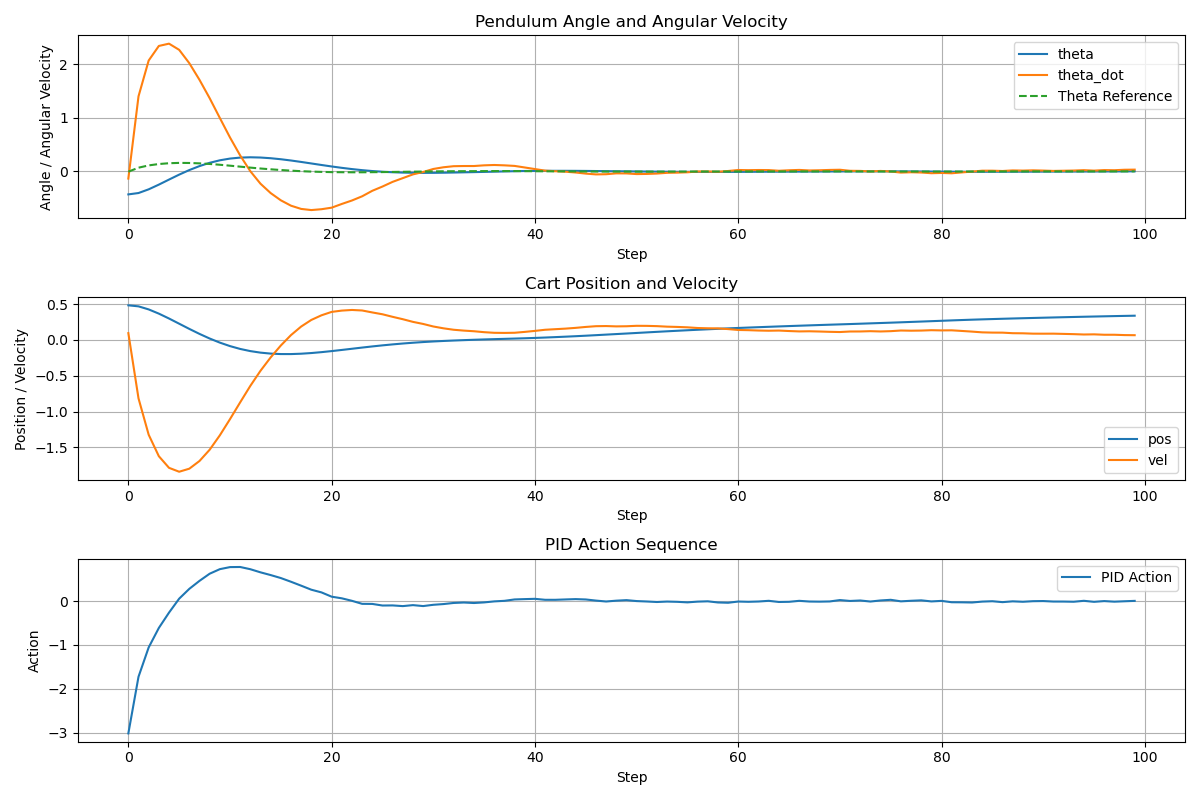 Pendulum Angle and Angular Velocity
Angle / Angular Velocity
2
1
0
theta
theta_dot
Theta Reference
0 20 40 60 80 100
Step
Cart Position and Velocity
Position / Velocity
0.5
0.0
−0.5
−1.0
−1.5
pos
vel
0 20 40 60 80 100
Step
PID Action Sequence
Action
0
−1
−2
−3
PID Action
0 20 40 60 80 100
Step